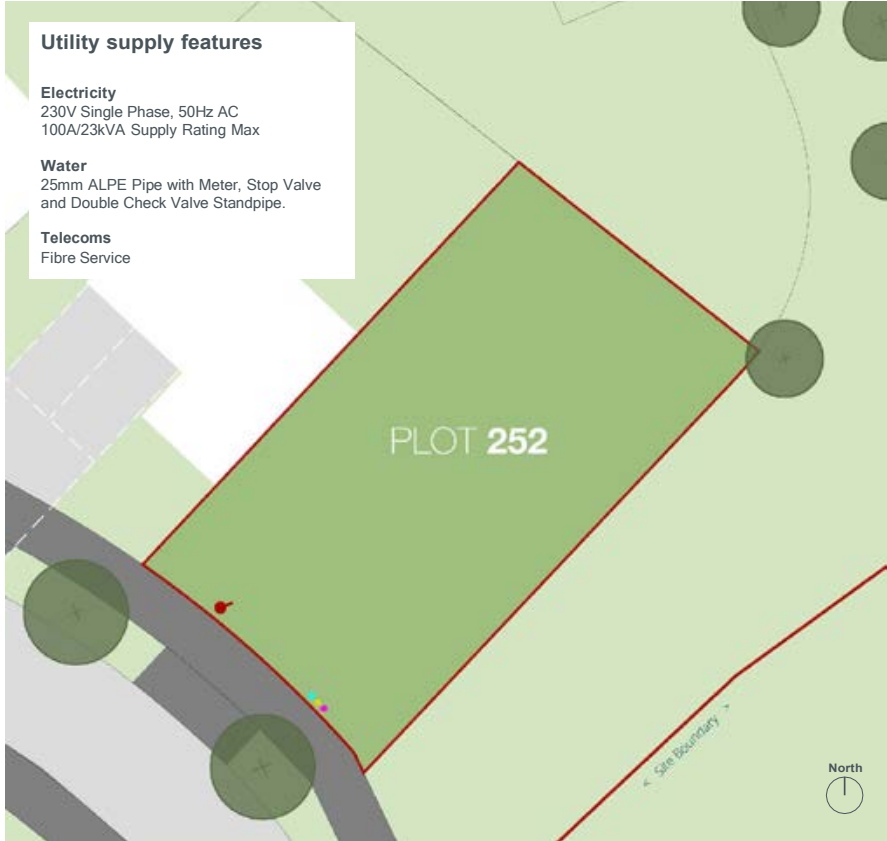 Utility supply features
Electricity
230V Single Phase, 50Hz AC
100A/23kVA Supply Rating Max
Water
25mm ALPE Pipe with Meter, Stop Valve
and Double Check Valve Standpipe.
Telecoms
Fibre Service
PLOT 252
< Site Boundary >
North